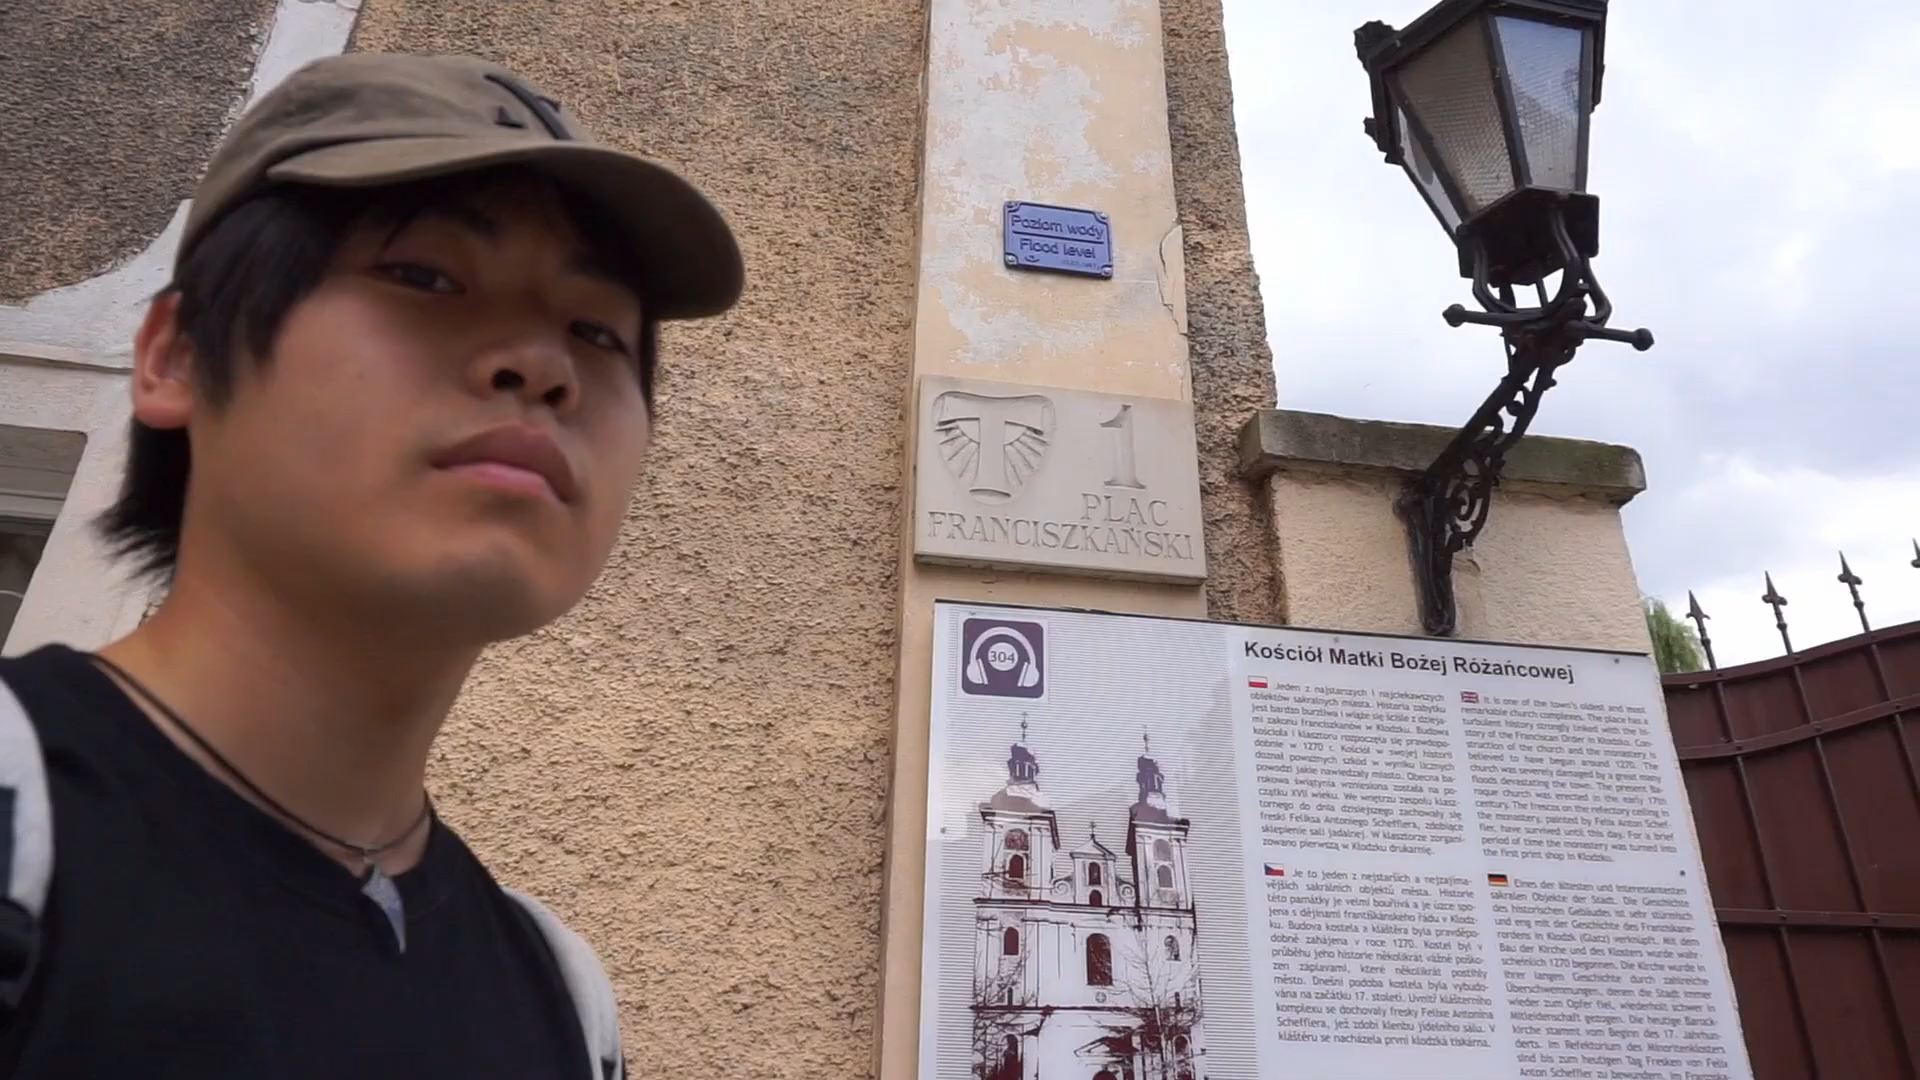 Poziom wody
Flood level
T 1
PLAC
FRANCISZKAŃSKI
304
Kościół Matki Bożej Różańcowej
Jeden z najstarszych i najciekawszych
obiektów sakralnych miasta. Historia zabytku
jest bardzo burzliwa i wiąże się ściśle z dzieja-
mi zakonu franciszkanów w Kłodzku. Budowa
kościoła i klasztoru rozpoczęła się prawdopo-
dobnie w 1270 r. Kościół w swojej historii
doznał poważnych szkód w wyniku licznych
powodzi jakie nawiedzały miasto. Obecna ba-
rokowa świątynia wzniesiona została na po-
czątku XVII wieku. We wnętrzu zespołu klasz-
tornego do dnia dzisiejszego zachowały się
freski Feliksa Antoniego Schefflera, zdobiące
sklepienie sali jadalnej. W klasztorze zorgani-
zowano pierwszą w Kłodzku drukarnię.
It is one of the town's oldest and most
remarkable church complexes. The place has a
turbulent history strongly linked with the hi-
story of the Franciscan Order in Kłodzko. Con-
struction of the church and the monastery is
believed to have begun around 1270. The
church was severely damaged by a great many
floods devastating the town. The present Ba-
roque church was erected in the early 17th
century. The frescos on the refectory ceiling in
the monastery, painted by Felix Anton Schef-
fler, have survived until this day. For a brief
period of time the monastery was turned into
the first print shop in Kłodzko.
Je to jeden z nejstarších a nejzajíma-
vějších sakrálních objektů města. Historie
této památky je velmi bouřlivá a je úzce spo-
jena s dějinami františkánského řádu v Klodz-
ku. Budova kostela a kláštera byla pravděpo-
dobně zahájena v roce 1270. Kostel byl v
průběhu jeho historie několikrát vážně poško-
zen záplavami, které několikrát postihly
město. Dnešní podoba kostela byla vybudo-
vána na začátku 17. století. Uvnitř klášterního
komplexu se dochovaly fresky Felixe Antonína
Schefflera, jež zdobí klenbu jídelního sálu. V
kláštěru se nacházela první klodzká tiskárna.
Eines der ältesten und interessantesten
sakralen Objekte der Stadt. Die Geschichte
des historischen Gebäudes ist sehr stürmisch
und eng mit der Geschichte des Franziskane-
rordens in Kłodzk (Glatz) verknüpft. Mit dem
Bau der Kirche und des Klosters wurde wahr-
scheinlich 1270 begonnen. Die Kirche wurde in
ihrer langen Geschichte durch zahlreiche
Überschwemmungen, denen die Stadt immer
wieder zum Opfer fiel, wiederholt schwer in
Mitleidenschaft gezogen. Die heutige Barock-
kirche stammt vom Beginn des 17. Jahrhun-
derts. Im Refektorium des Minoritenklosters
sind bis zum heutigen Tag Fresken von Felix
Anton Scheffler zu bewundern. Im Franziska-